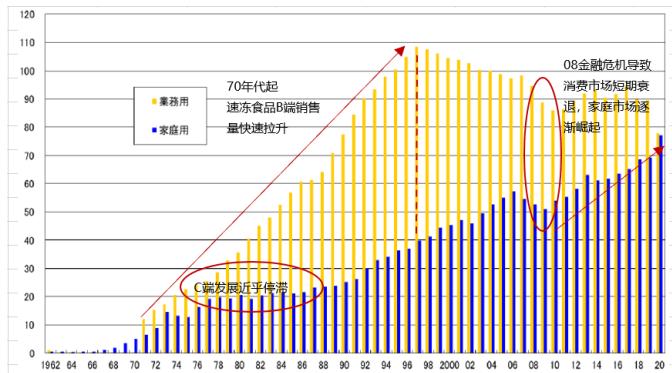 120
110
100
90
80
70
60
50
40
30
20
10
0
業務用
家庭用
70年代起
速冻食品B端销售
量快速拉升
08金融危机导致
消费市场短期衰
退，家庭市场逐
渐崛起
C端发展近乎停滞
1962 64 66 68 70 72 74 76 78 80 82 84 86 88 90 92 94 96 98 2000 02 04 06 08 10 12 14 16 18 20